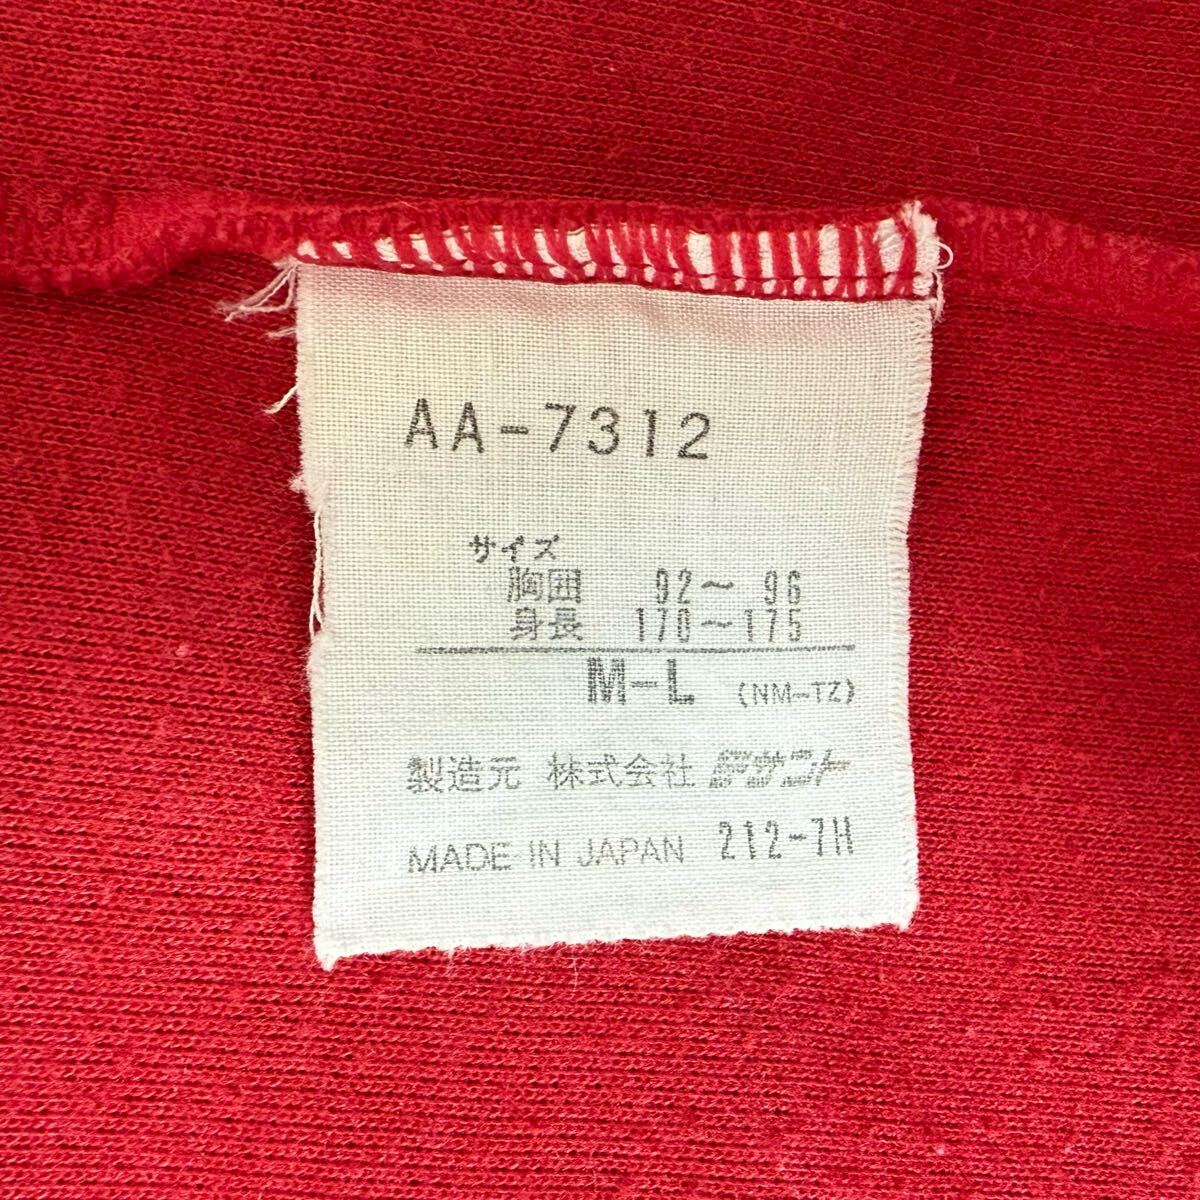 AA-7312
サイズ
胸囲 92～96
身長 170～175
M-L (NM-TZ)
製造元 株式会社 デサント
MADE IN JAPAN 212-7H